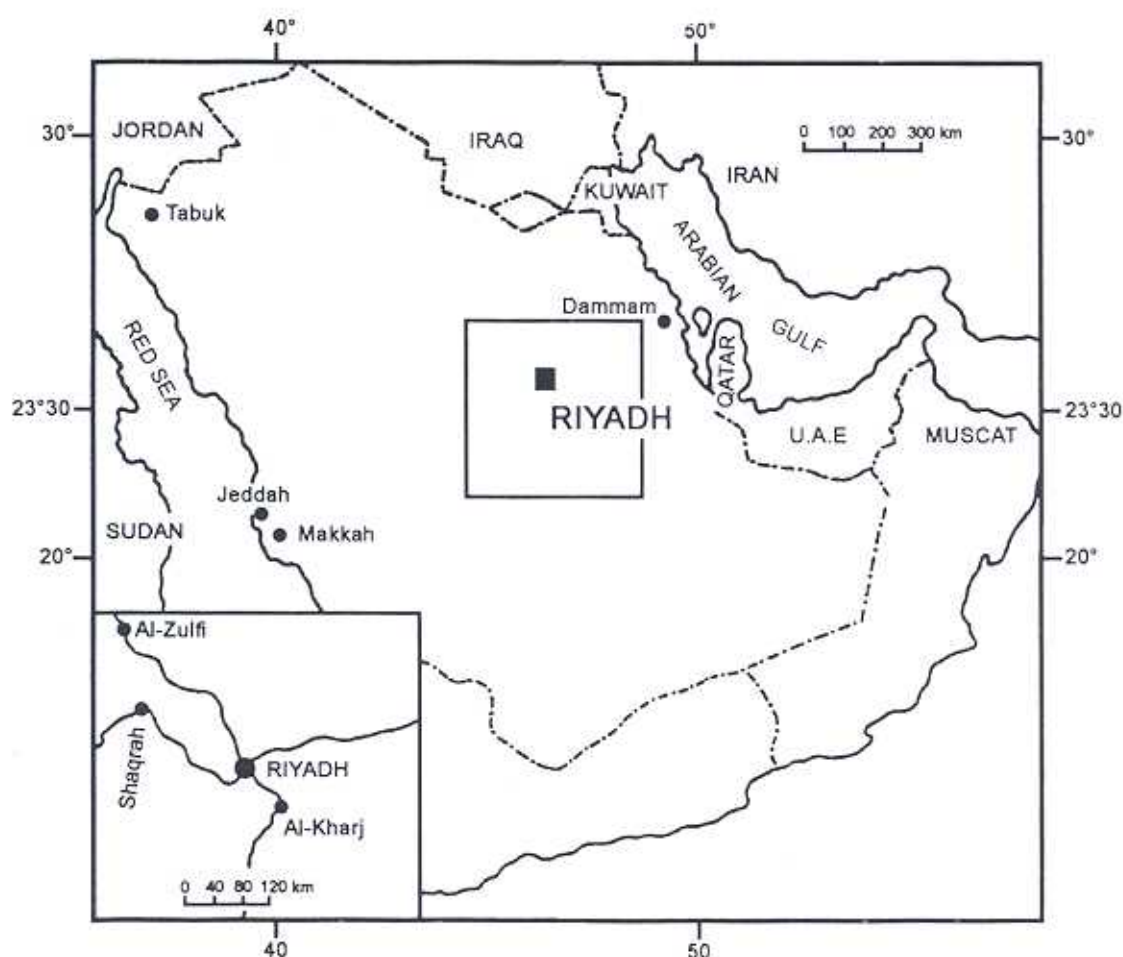 40°
50°
30°
JORDAN
IRAQ
0 100 200 300 km
30°
IRAN
KUWAIT
Tabuk
ARABIAN
GULF
Dammam
RED SEA
QATAR
23°30
RIYADH
23°30
U.A.E
MUSCAT
Jeddah
SUDAN
Makkah
20°
20°
Al-Zulfi
Shaqrah
RIYADH
Al-Kharj
0 40 80 120 km
40
50